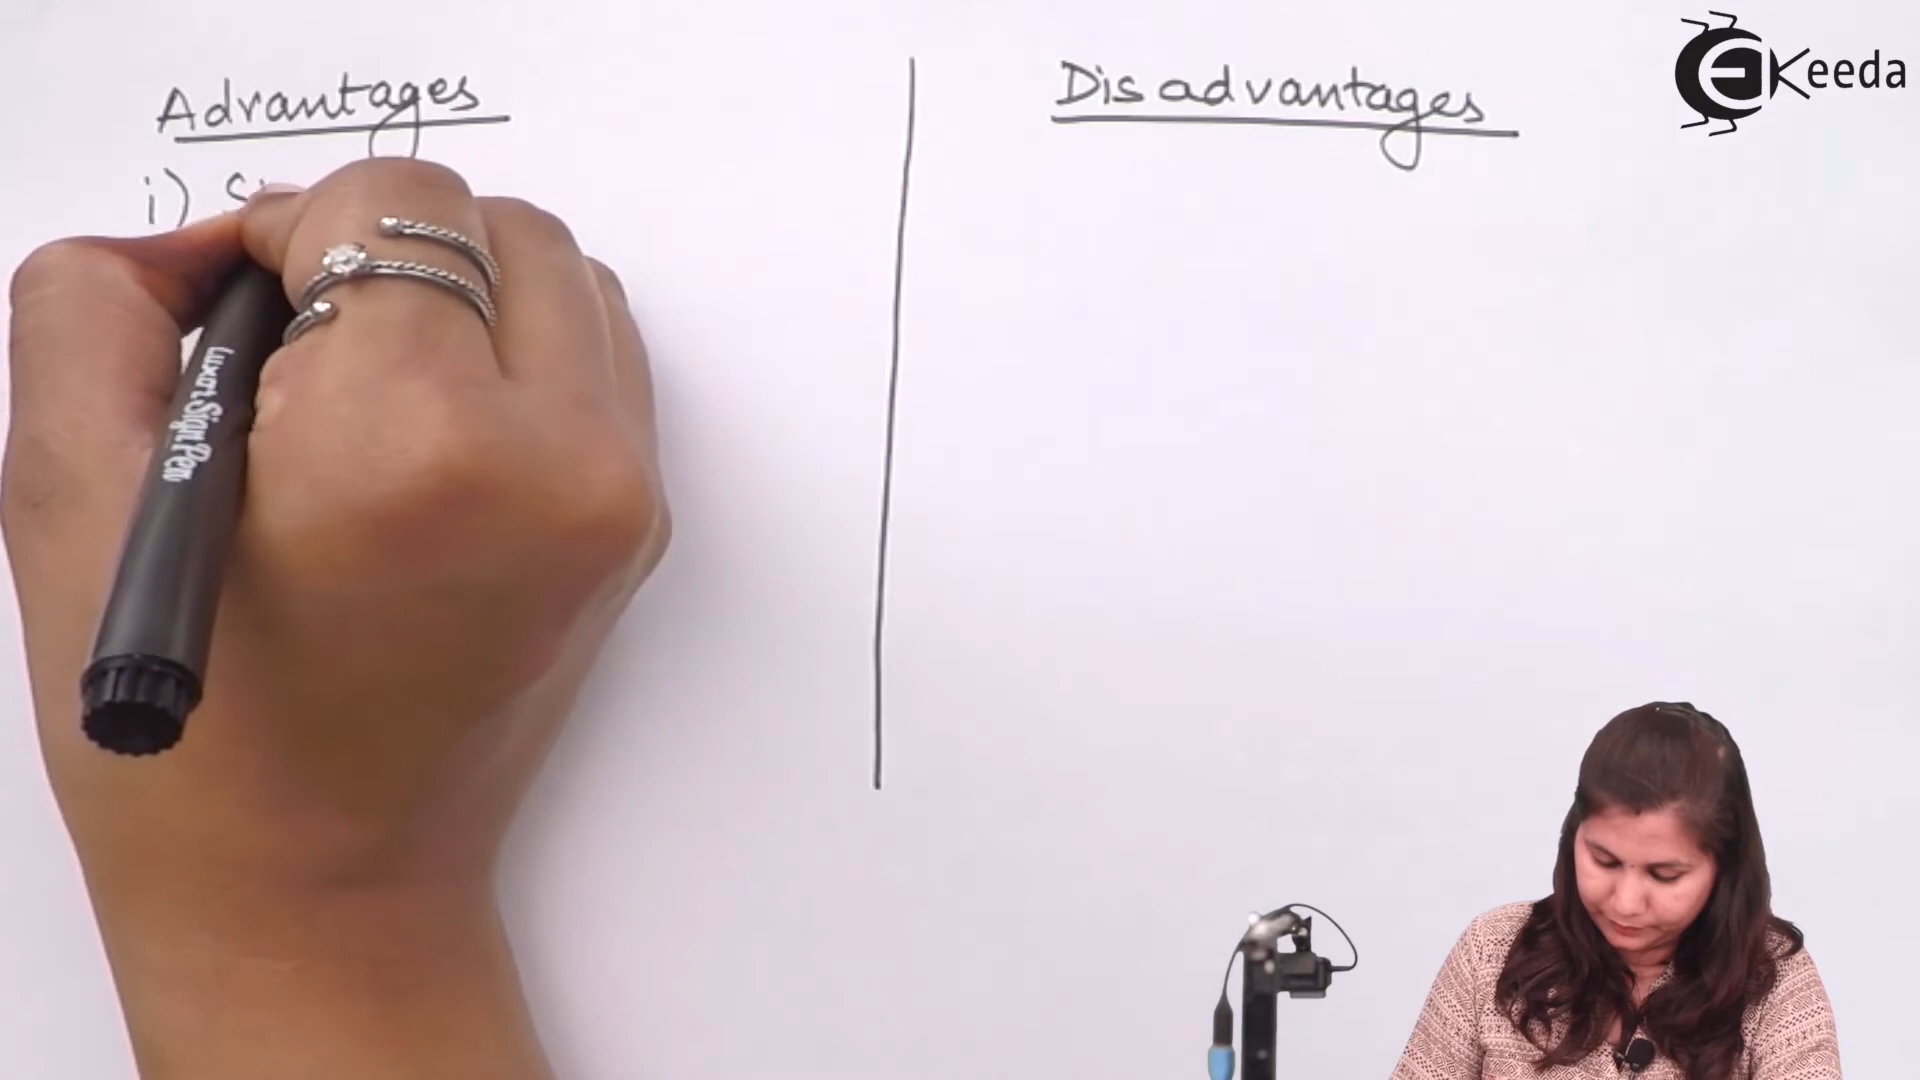 Advantages
Disadvantages
i)
Keeda
Luxor Sign Pen